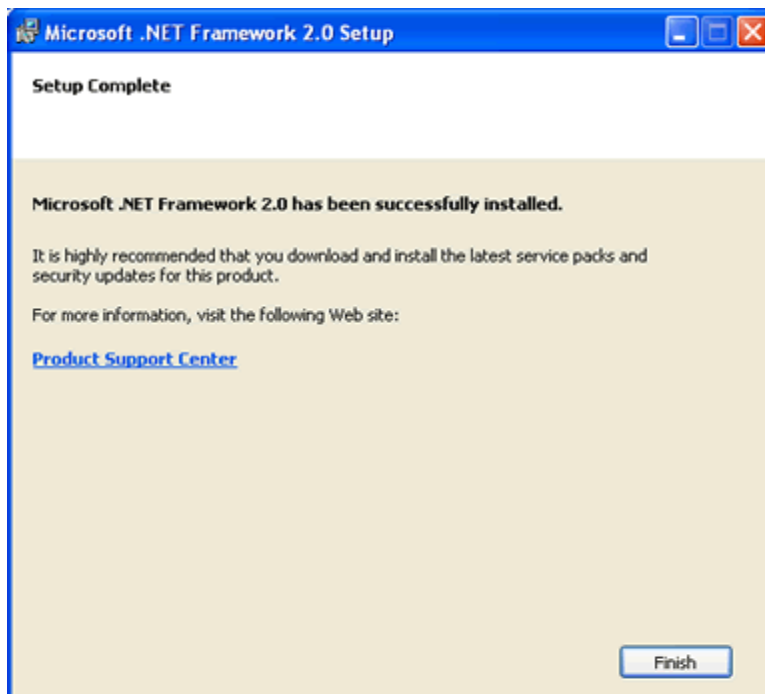 Microsoft .NET Framework 2.0 Setup
Setup Complete
Microsoft .NET Framework 2.0 has been successfully installed.
It is highly recommended that you download and install the latest service packs and
security updates for this product.
For more information, visit the following Web site:
Product Support Center
Finish